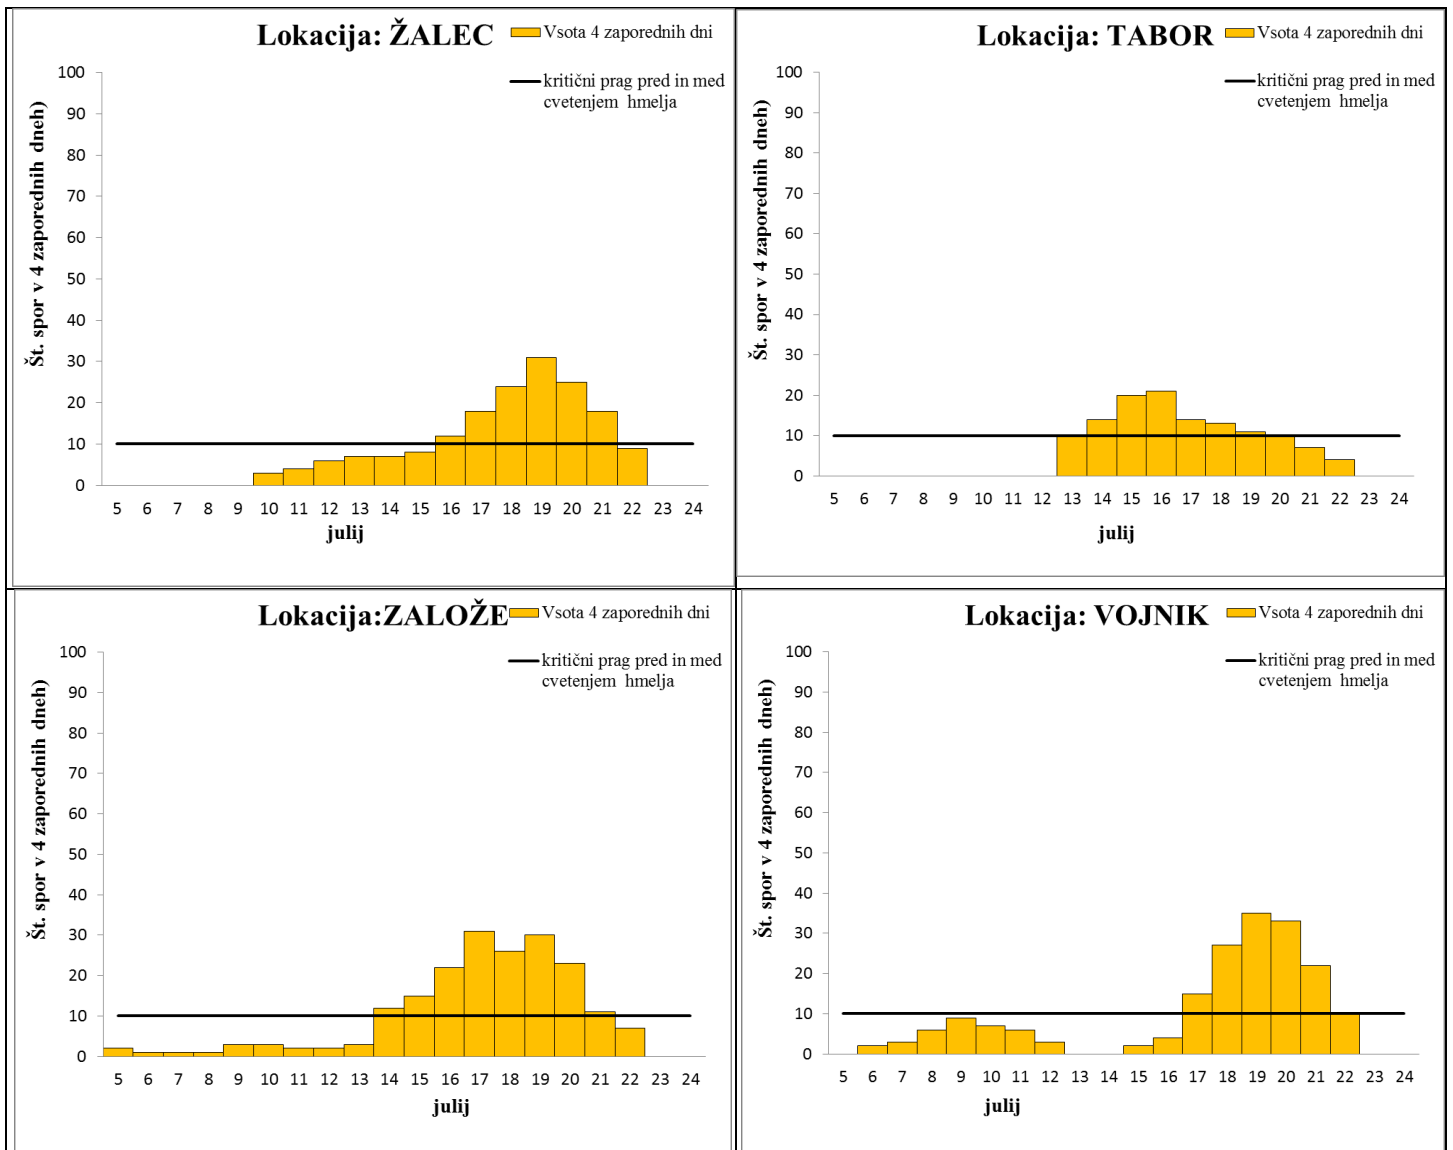 Lokacija: ŽALEC
Vsota 4 zaporednih dni
kritični prag pred in med
cvetenjem hmelja
Št. spor v 4 zaporednih dneh)
100
90
80
70
60
50
40
30
20
10
0
5 6 7 8 9 10 11 12 13 14 15 16 17 18 19 20 21 22 23 24
julij
Lokacija: TABOR
Vsota 4 zaporednih dni
kritični prag pred in med
cvetenjem hmelja
Št. spor v 4 zaporednih dneh)
100
90
80
70
60
50
40
30
20
10
0
5 6 7 8 9 10 11 12 13 14 15 16 17 18 19 20 21 22 23 24
julij
Lokacija:ZALOŽE
Vsota 4 zaporednih dni
kritični prag pred in med
cvetenjem hmelja
Št. spor v 4 zaporednih dneh)
100
90
80
70
60
50
40
30
20
10
0
5 6 7 8 9 10 11 12 13 14 15 16 17 18 19 20 21 22 23 24
julij
Lokacija: VOJNIK
Vsota 4 zaporednih dni
kritični prag pred in med
cvetenjem hmelja
Št. spor v 4 zaporednih dneh)
100
90
80
70
60
50
40
30
20
10
0
5 6 7 8 9 10 11 12 13 14 15 16 17 18 19 20 21 22 23 24
julij